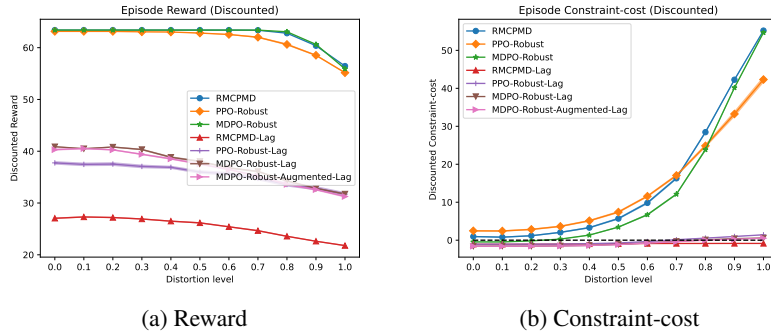 Episode Reward (Discounted)
Discounted Reward
60
50
40
30
20
RMCPMD
PPO-Robust
MDPO-Robust
RMCPMD-Lag
PPO-Robust-Lag
MDPO-Robust-Lag
MDPO-Robust-Augmented-Lag
0.0 0.1 0.2 0.3 0.4 0.5 0.6 0.7 0.8 0.9 1.0
Distortion level
(a) Reward
Episode Constraint-cost (Discounted)
Discounted Constraint-cost
50
40
30
20
10
0
RMCPMD
PPO-Robust
MDPO-Robust
RMCPMD-Lag
PPO-Robust-Lag
MDPO-Robust-Lag
MDPO-Robust-Augmented-Lag
0.0 0.1 0.2 0.3 0.4 0.5 0.6 0.7 0.8 0.9 1.0
Distortion level
(b) Constraint-cost